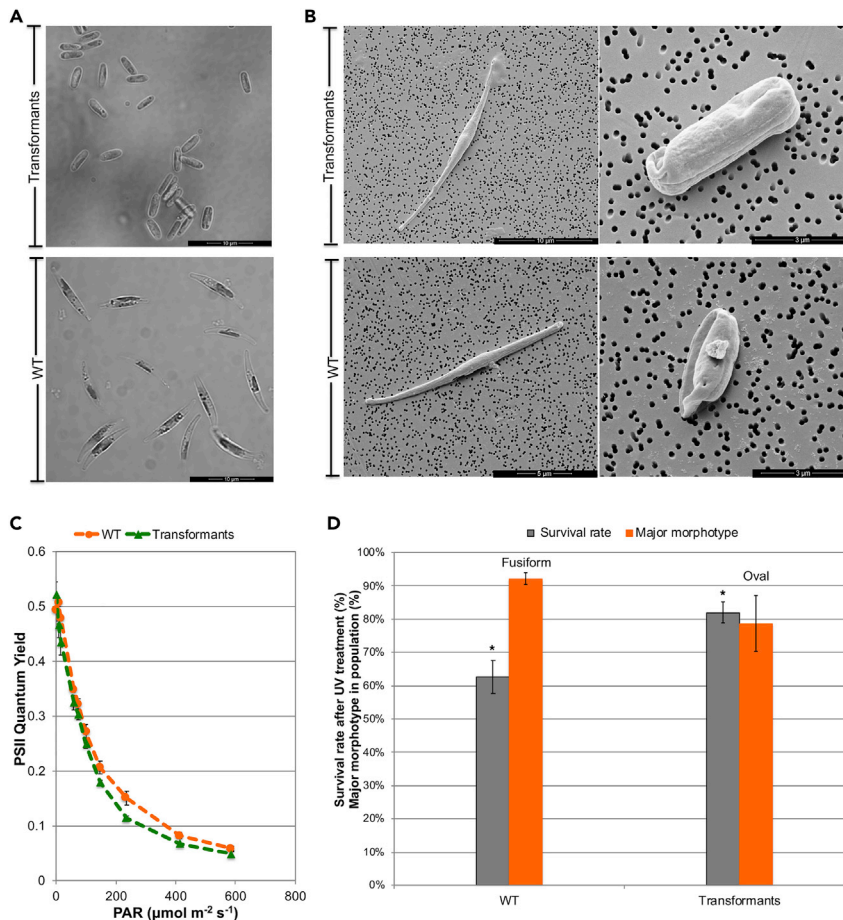 A
B
Transformants
10 µm
Transformants
10 µm
3 µm
WT
10 µm
WT
5 µm
3 µm
C
WT Transformants
PSII Quantum Yield
0.6
0.5
0.4
0.3
0.2
0.1
0
0 200 400 600 800
PAR (µmol m⁻² s⁻¹)
D
Survival rate Major morphotype
Survival rate after UV treatment (%)
Major morphotype in population (%)
100%
90%
80%
70%
60%
50%
40%
30%
20%
10%
0%
Fusiform
*
Oval
*
WT Transformants